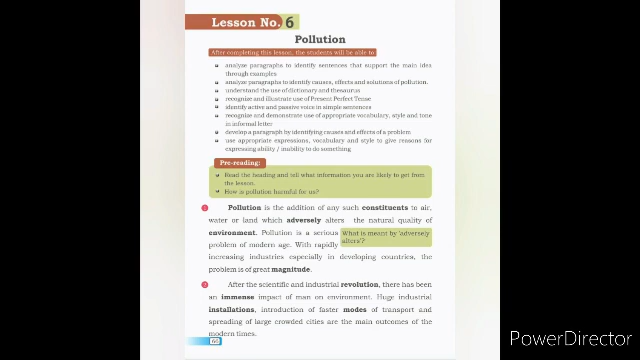 Lesson No. 6
Pollution
After completing this lesson, the students will be able to
analyze paragraphs to identify sentences that support the main idea
through examples
analyze paragraphs to identify causes, effects and solutions of pollution.
understand the use of dictionary and thesaurus
recognize and illustrate use of Present Perfect Tense
identify active and passive voice in simple sentences
recognize and demonstrate use of appropriate vocabulary, style and tone
in informal letter
develop a paragraph by identifying causes and effects of a problem
use appropriate expressions, vocabulary and style to give reasons for
expressing ability / inability to do something
Pre-reading:
Read the heading and tell what information you are likely to get from
the lesson.
How is pollution harmful for us?
1 Pollution is the addition of any such constituents to air,
water or land which adversely alters the natural quality of
environment. Pollution is a serious
problem of modern age. With rapidly
What is meant by 'adversely
alters'?
increasing industries especially in developing countries, the
problem is of great magnitude.
2 After the scientific and industrial revolution, there has been
an immense impact of man on environment. Huge industrial
installations, introduction of faster modes of transport and
spreading of large crowded cities are the main outcomes of the
modern times.
PowerDirector